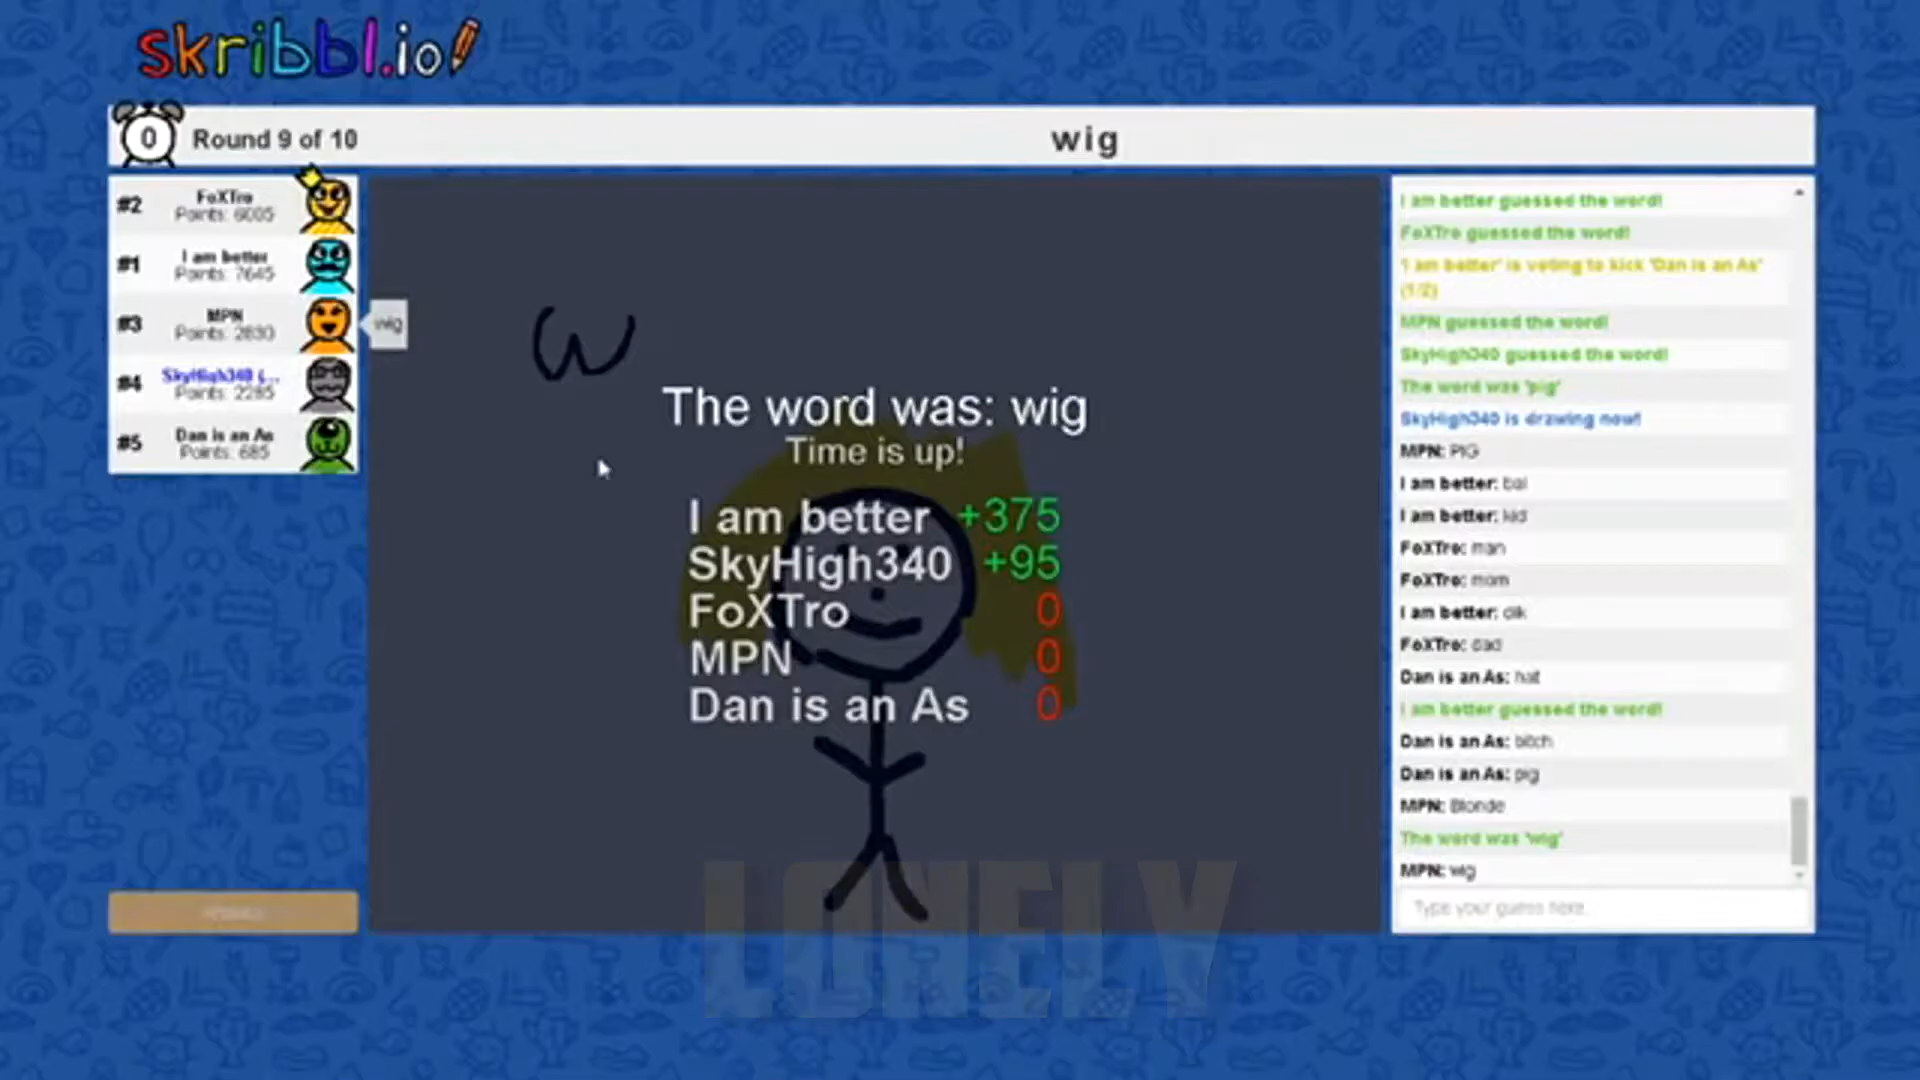 skribbl.io
0
Round 9 of 10
wig
#2
FoXTro
Points: 6005
#1
I am better
Points: 7645
#3
MPN
Points: 2830
#4
SkyHigh340 (...
Points: 2285
#5
Dan is an As
Points: 685
wig
W
The word was: wig
Time is up!
I am better +375
SkyHigh340 +95
FoXTro 0
MPN 0
Dan is an As 0
LONELY
I am better guessed the word!
FoXTro guessed the word!
'I am better' is voting to kick 'Dan is an As'
(1/2)
MPN guessed the word!
SkyHigh340 guessed the word!
The word was 'pig'
SkyHigh340 is drawing now!
MPN: PIG
I am better: bal
I am better: kid
FoXTro: man
FoXTro: mom
I am better: dik
FoXTro: dad
Dan is an As: hat
I am better guessed the word!
Dan is an As: bitch
Dan is an As: pig
MPN: Blonde
The word was 'wig'
MPN: wig
Type your guess here...